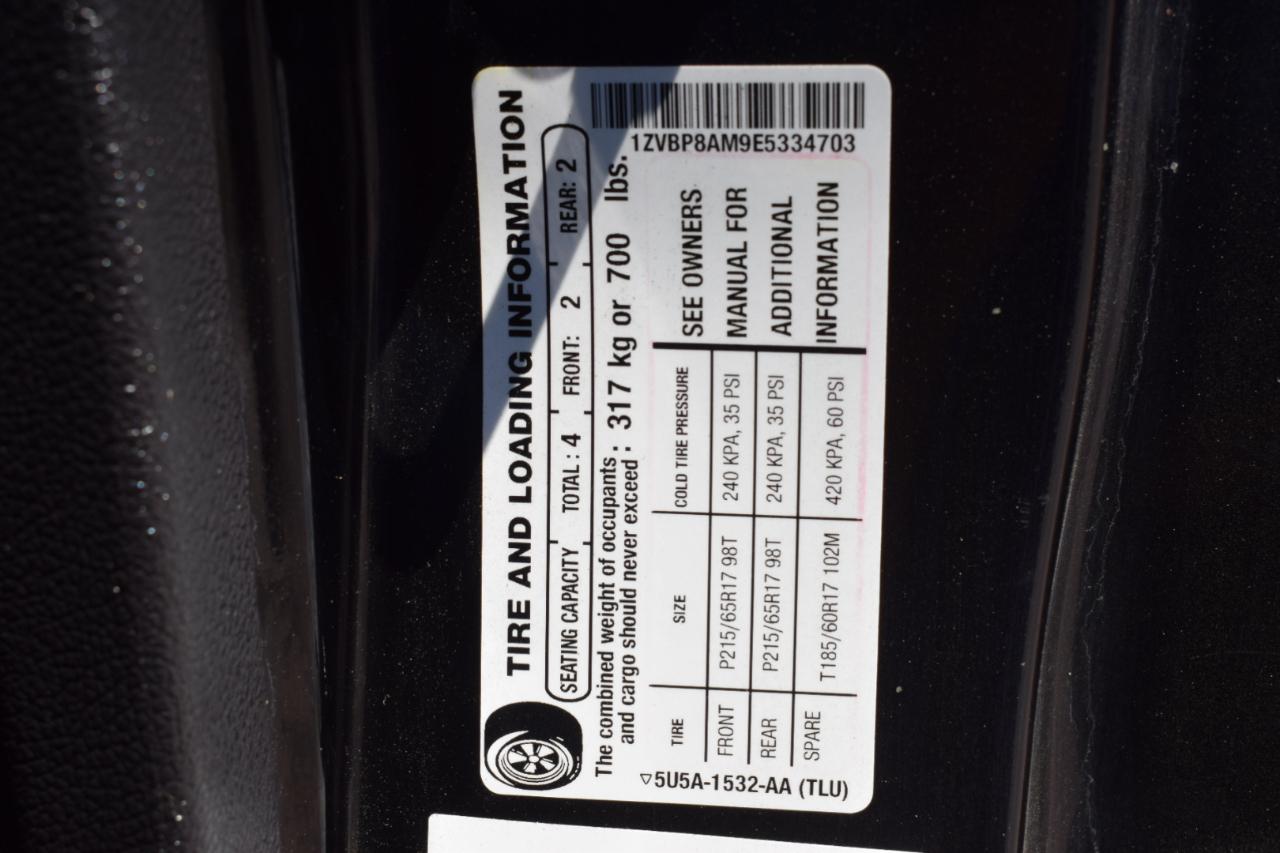 TIRE AND LOADING INFORMATION
SEATING CAPACITY TOTAL : 4 FRONT: 2 REAR: 2
The combined weight of occupants
and cargo should never exceed : 317 kg or 700 lbs.
TIRE SIZE COLD TIRE PRESSURE
FRONT P215/65R17 98T 240 KPA, 35 PSI
REAR P215/65R17 98T 240 KPA, 35 PSI
SPARE T185/60R17 102M 420 KPA, 60 PSI
SEE OWNERS
MANUAL FOR
ADDITIONAL
INFORMATION
1ZVBP8AM9E5334703
5U5A-1532-AA (TLU)